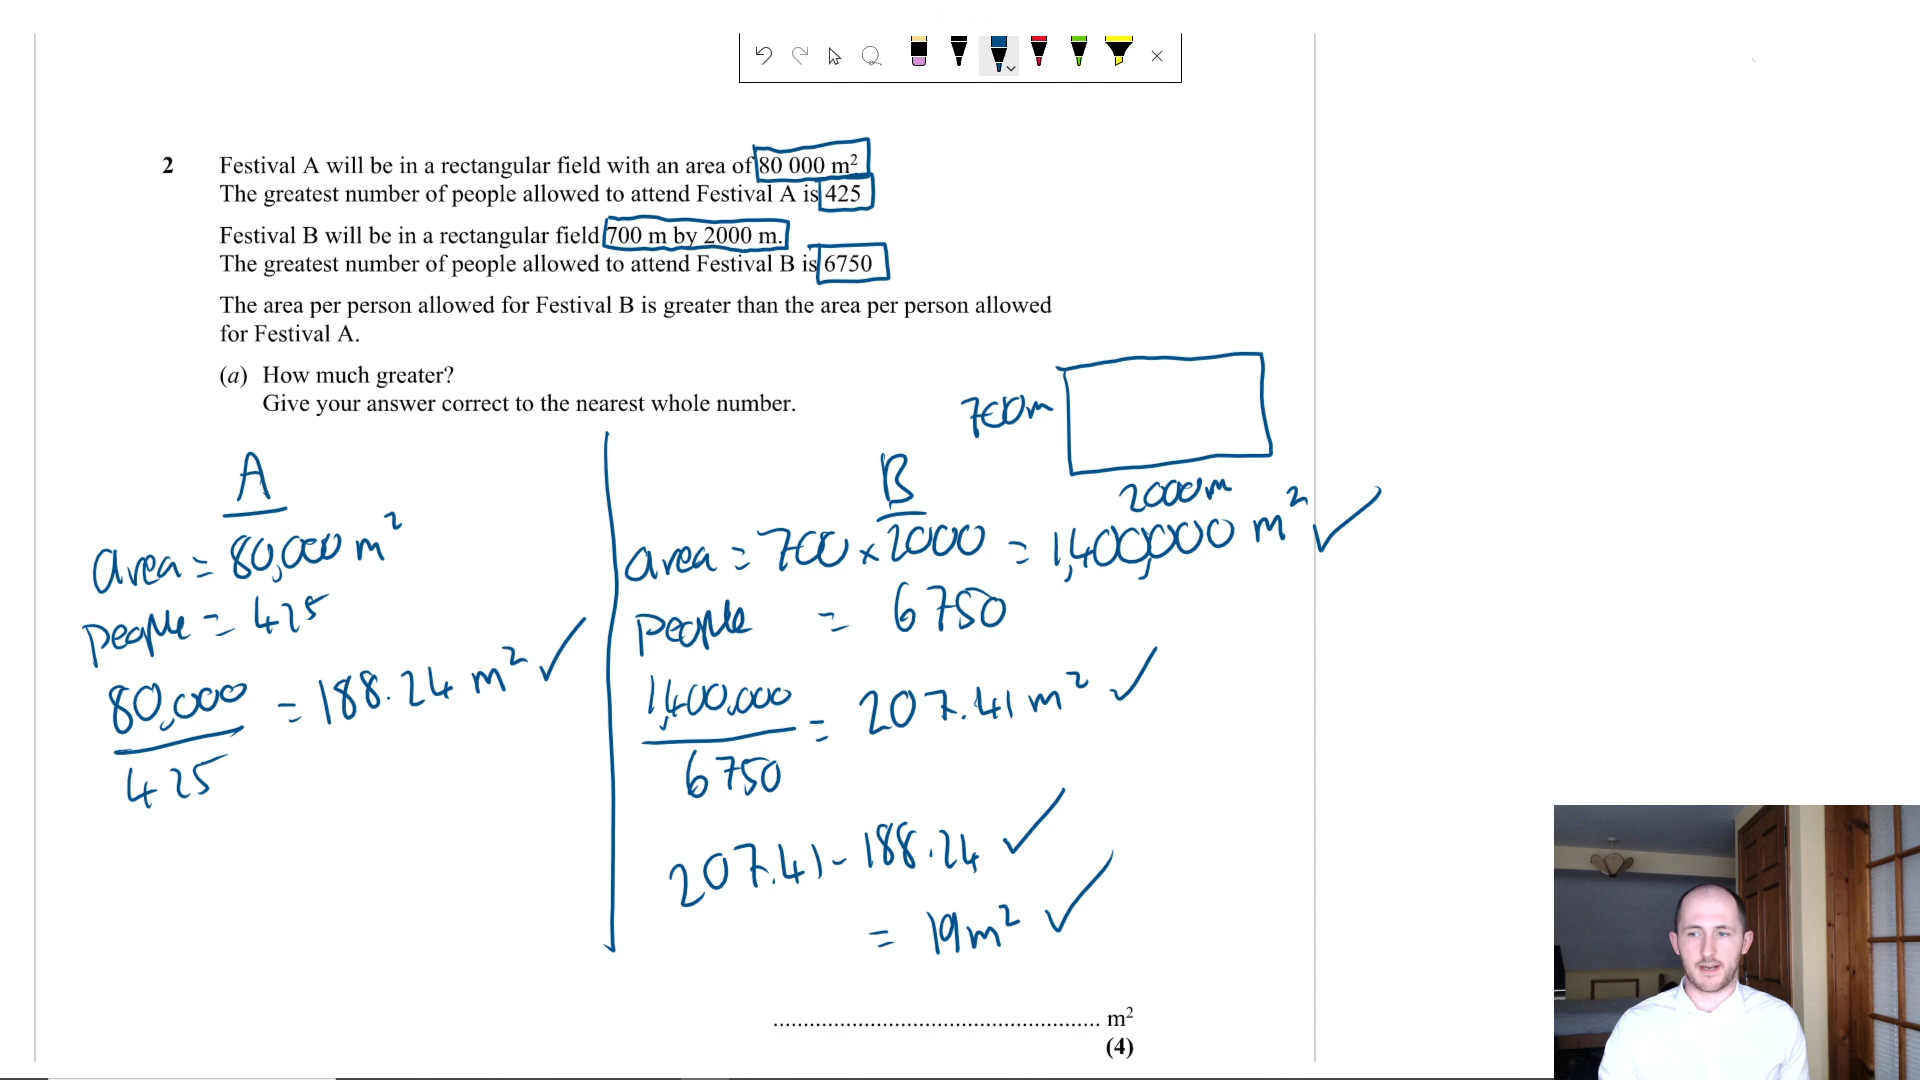 2 Festival A will be in a rectangular field with an area of 80 000 m²
The greatest number of people allowed to attend Festival A is 425
Festival B will be in a rectangular field 700 m by 2000 m.
The greatest number of people allowed to attend Festival B is 6750
The area per person allowed for Festival B is greater than the area per person allowed
for Festival A.
(a) How much greater?
Give your answer correct to the nearest whole number.
700m
2000m
A
area = 80,000 m²
people = 425
80,000
425
= 188.24 m² ✓
B
area = 700 × 2000 = 1,400,000 m² ✓
people = 6750
1,400,000
6750
= 207.41 m² ✓
207.41 - 188.24 ✓
= 19m² ✓
...................................................... m²
(4)